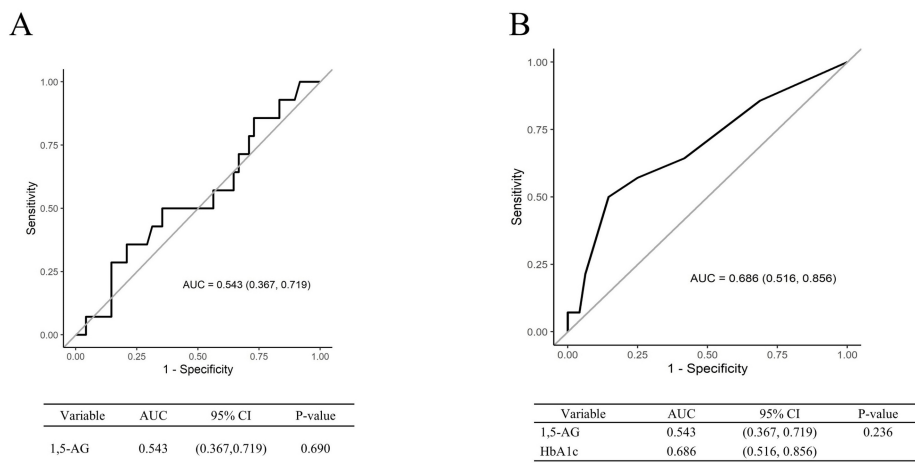 A
1.00
0.75
0.50
0.25
0.00
Sensitivity
AUC = 0.543 (0.367, 0.719)
0.00 0.25 0.50 0.75 1.00
1 - Specificity
Variable AUC 95% CI P-value
1,5-AG 0.543 (0.367,0.719) 0.690
B
1.00
0.75
0.50
0.25
0.00
Sensitivity
AUC = 0.686 (0.516, 0.856)
0.00 0.25 0.50 0.75 1.00
1 - Specificity
Variable AUC 95% CI P-value
1,5-AG 0.543 (0.367, 0.719) 0.236
HbA1c 0.686 (0.516, 0.856)